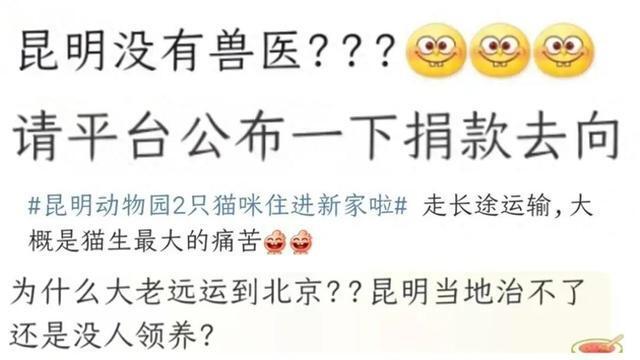 昆明没有兽医???
请平台公布一下捐款去向
#昆明动物园2只猫咪住进新家啦# 走长途运输,大
概是猫生最大的痛苦
为什么大老远运到北京??昆明当地治不了
还是没人领养?